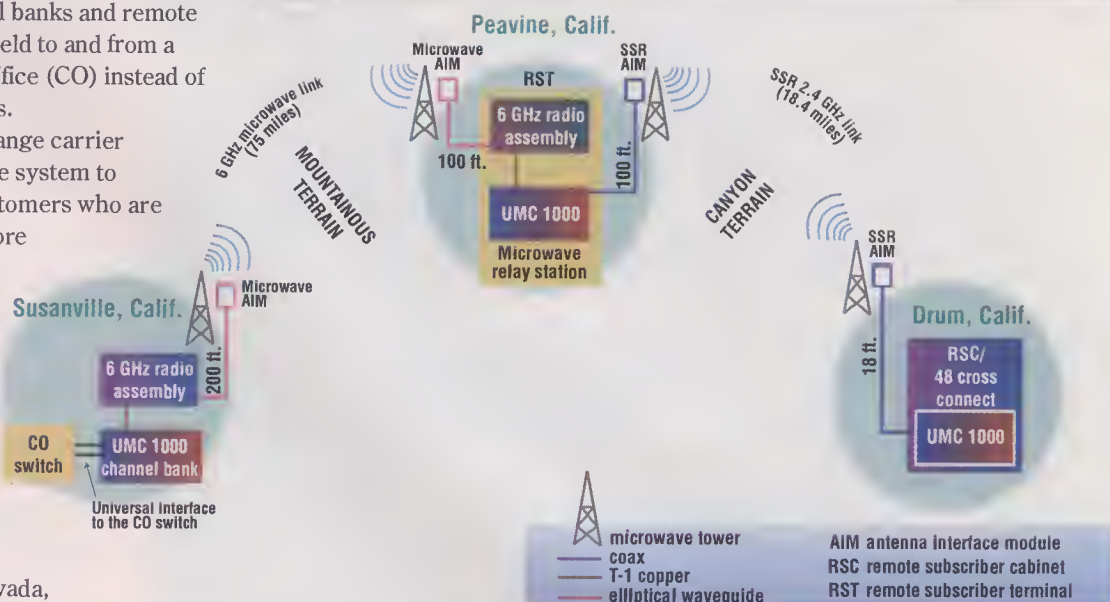 l banks and remote
eld to and from a
fice (CO) instead of
s.
ange carrier
e system to
tomers who are
ore
vada,
Peavine, Calif.
Microwave
AIM
RST
SSR
AIM
6 GHz radio
assembly
100 ft.
100 ft.
UMC 1000
Microwave
relay station
6 GHz microwave link
(75 miles)
MOUNTAINOUS
TERRAIN
SSR 2.4 GHz link
(18.4 miles)
CANYON
TERRAIN
Susanville, Calif.
Microwave
AIM
6 GHz radio
assembly
200 ft.
CO
switch
UMC 1000
channel bank
Universal interface
to the CO switch
SSR
AIM
Drum, Calif.
18 ft.
RSC/
48 cross
connect
UMC 1000
microwave tower
coax
T-1 copper
elliptical waveguide
AIM antenna interface module
RSC remote subscriber cabinet
RST remote subscriber terminal